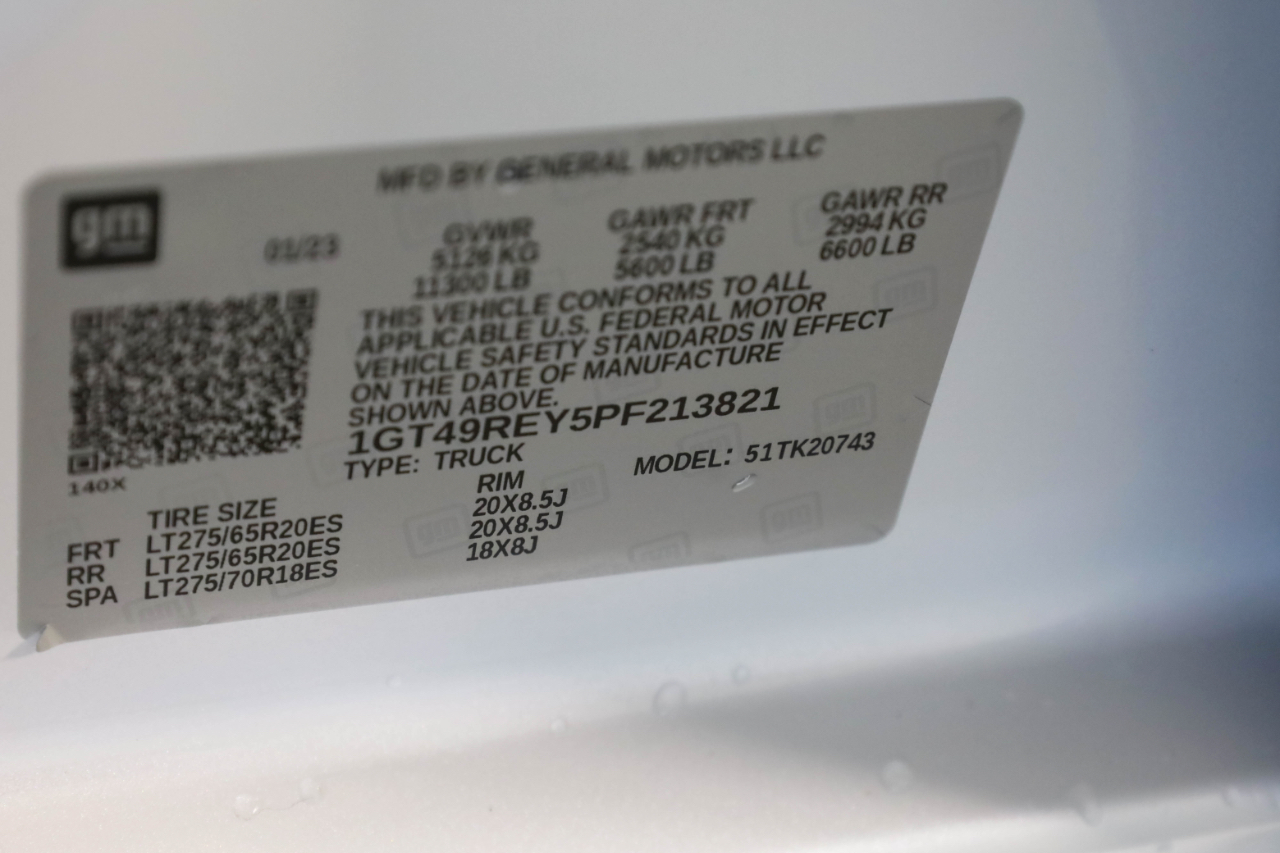 MFD BY GENERAL MOTORS LLC
gm
01/23
GVWR
5126 KG
11300 LB
GAWR FRT
2540 KG
5600 LB
GAWR RR
2994 KG
6600 LB
THIS VEHICLE CONFORMS TO ALL
APPLICABLE U.S. FEDERAL MOTOR
VEHICLE SAFETY STANDARDS IN EFFECT
ON THE DATE OF MANUFACTURE
SHOWN ABOVE.
1GT49REY5PF213821
TYPE: TRUCK MODEL: 51TK20743
140X
TIRE SIZE RIM
FRT LT275/65R20ES 20X8.5J
RR LT275/65R20ES 20X8.5J
SPA LT275/70R18ES 18X8J